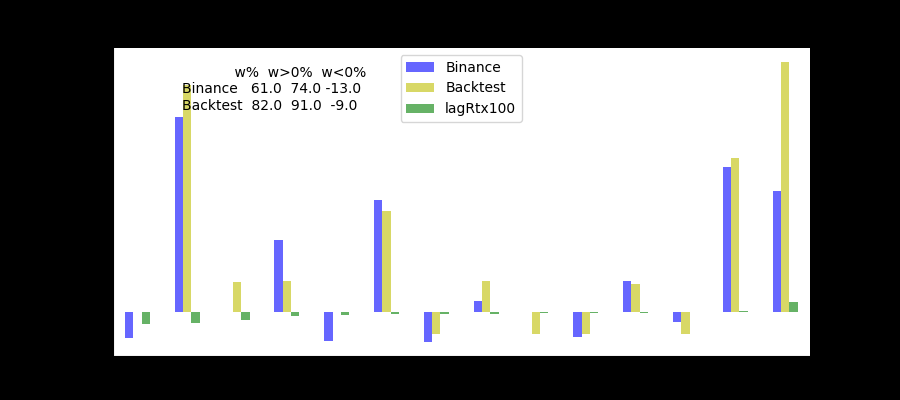 w% w>0% w<0%
Binance 61.0 74.0 -13.0
Backtest 82.0 91.0 -9.0
Binance
Backtest
lagRtx100